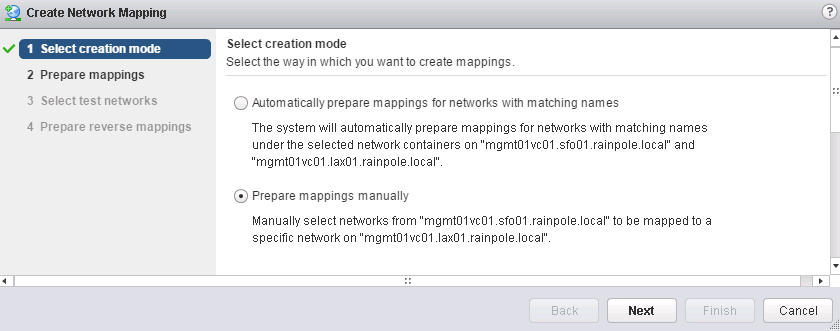 Create Network Mapping
?
1 Select creation mode
2 Prepare mappings
3 Select test networks
4 Prepare reverse mappings
Select creation mode
Select the way in which you want to create mappings.
Automatically prepare mappings for networks with matching names
The system will automatically prepare mappings for networks with matching names
under the selected network containers on "mgmt01vc01.sfo01.rainpole.local" and
"mgmt01vc01.lax01.rainpole.local".
Prepare mappings manually
Manually select networks from "mgmt01vc01.sfo01.rainpole.local" to be mapped to a
specific network on "mgmt01vc01.lax01.rainpole.local".
Back Next Finish Cancel